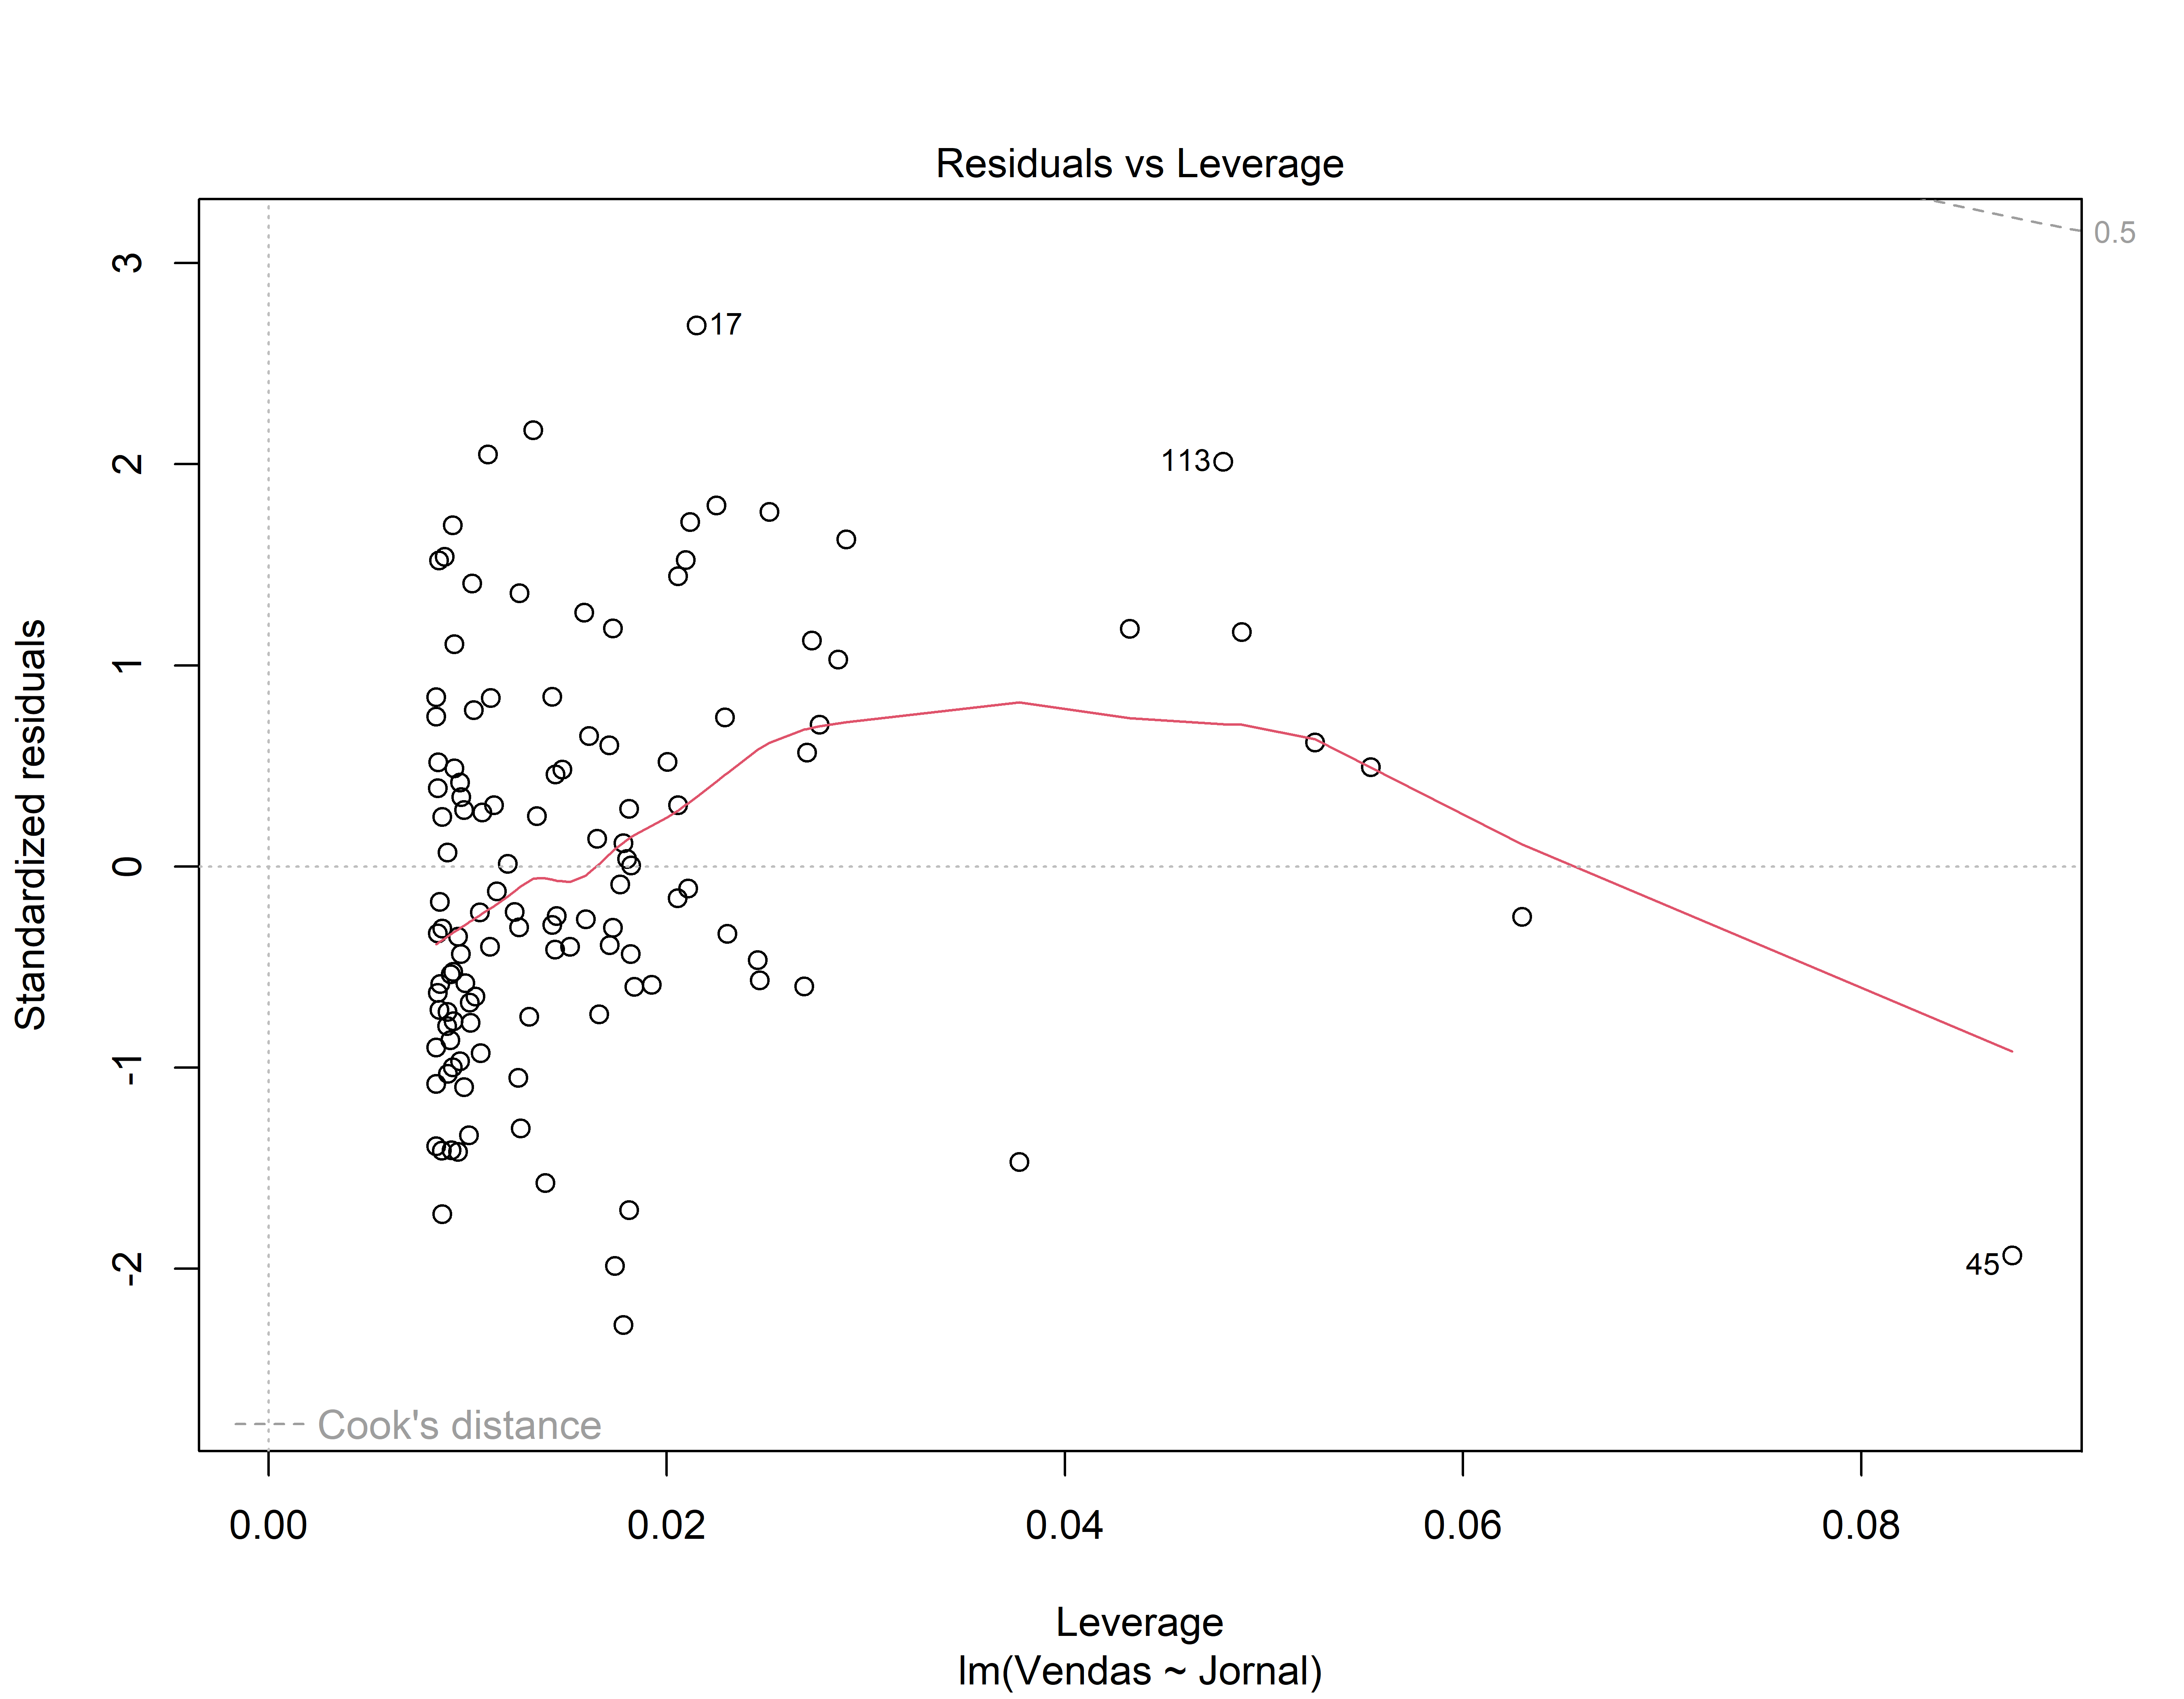 Residuals vs Leverage
0.5
3
17
2
113
1
Standardized residuals
0
-1
-2
45
Cook's distance
0.00 0.02 0.04 0.06 0.08
Leverage
lm(Vendas ~ Jornal)